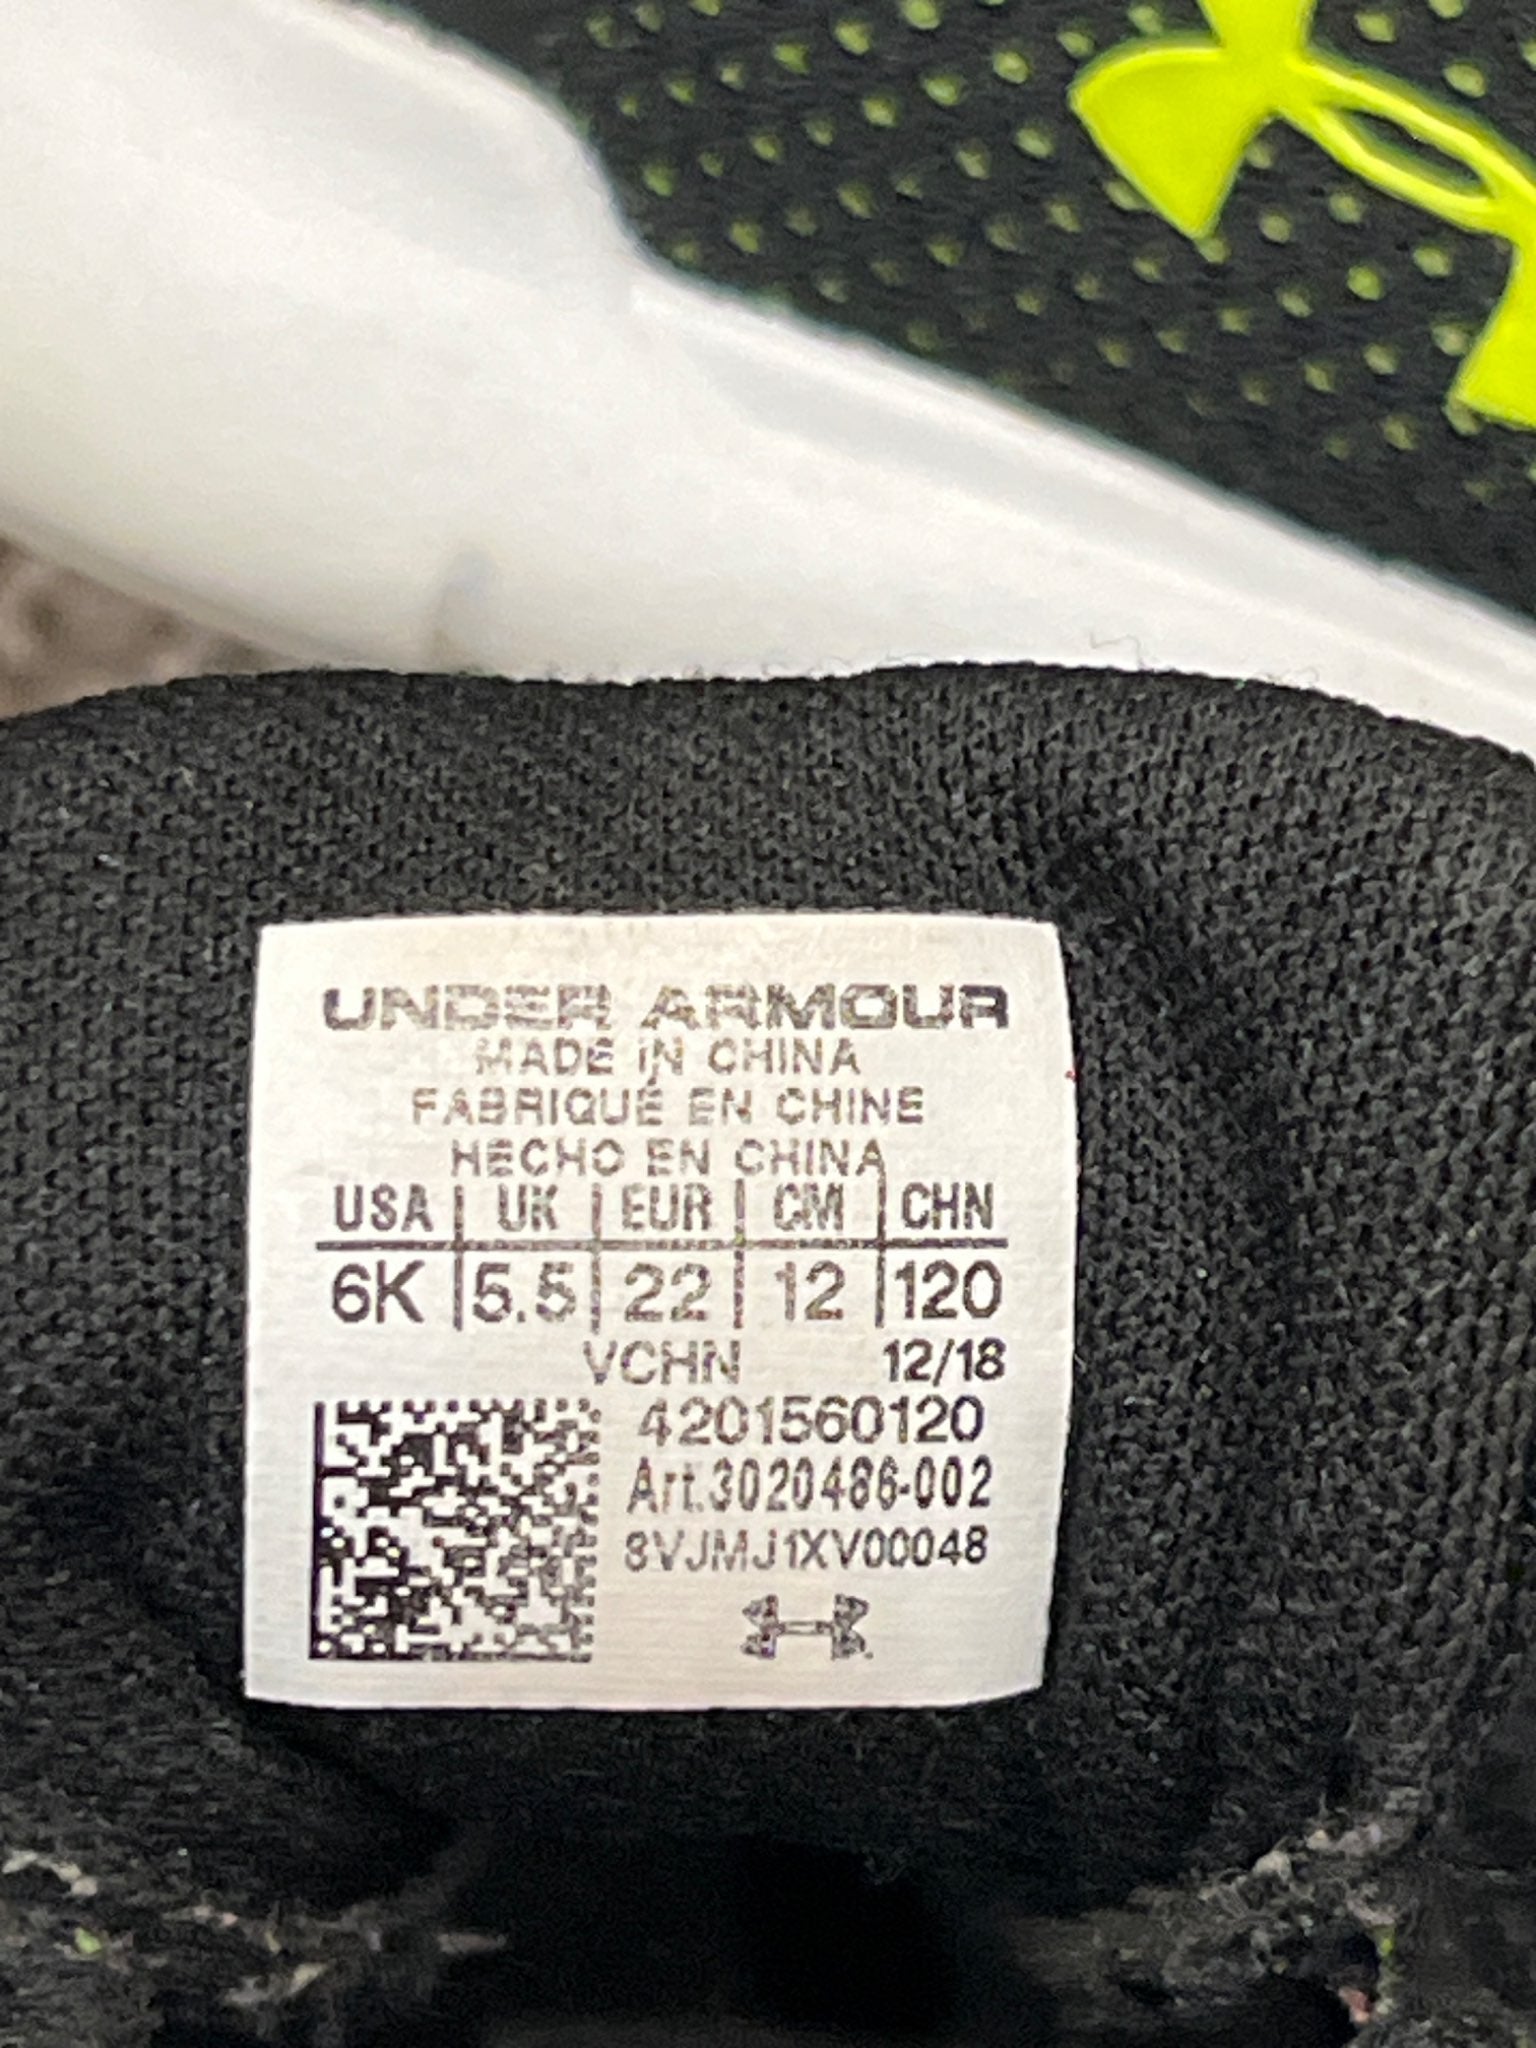 UNDER ARMOUR
MADE IN CHINA
FABRIQUÉ EN CHINE
HECHO EN CHINA
USA | UK | EUR | CM | CHN
6K | 5.5 | 22 | 12 | 120
VCHN 12/18
4201560120
Art.3020486-002
8VJMJ1XV00048